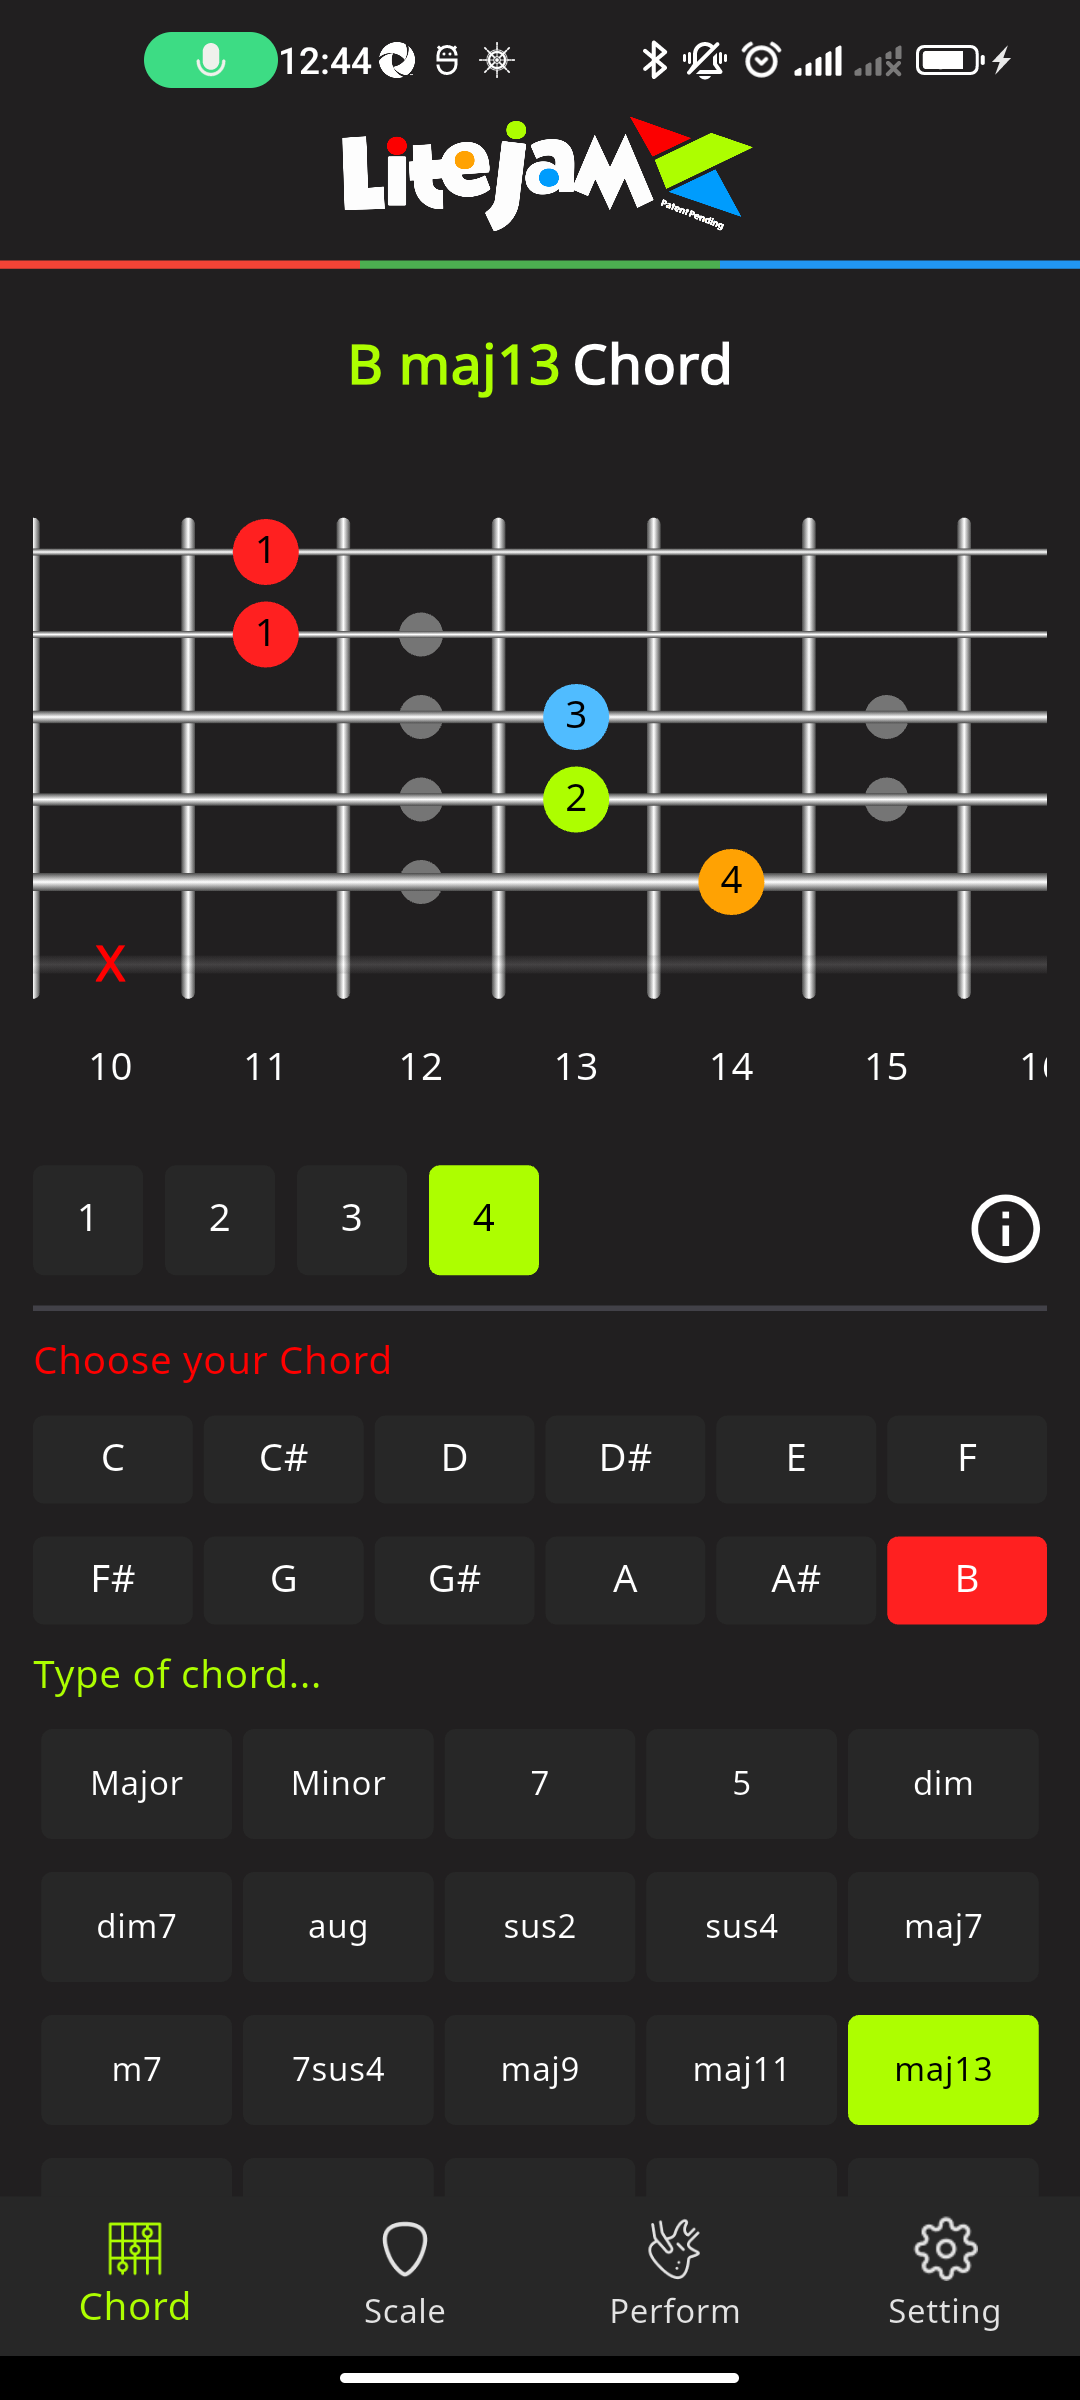 12:44
Litejam
Patent Pending
B maj13 Chord
1
1
3
2
4
X
10 11 12 13 14 15
1 2 3 4
Choose your Chord
C C# D D# E F
F# G G# A A# B
Type of chord...
Major Minor 7 5 dim
dim7 aug sus2 sus4 maj7
m7 7sus4 maj9 maj11 maj13
Chord Scale Perform Setting